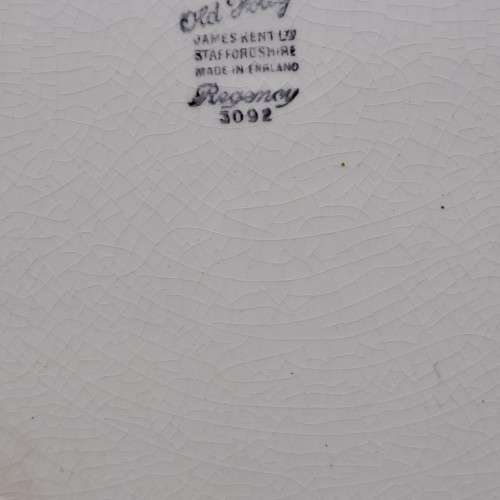 Old Foley
JAMES KENT LTD
STAFFORDSHIRE
MADE IN ENGLAND
Regency
3092